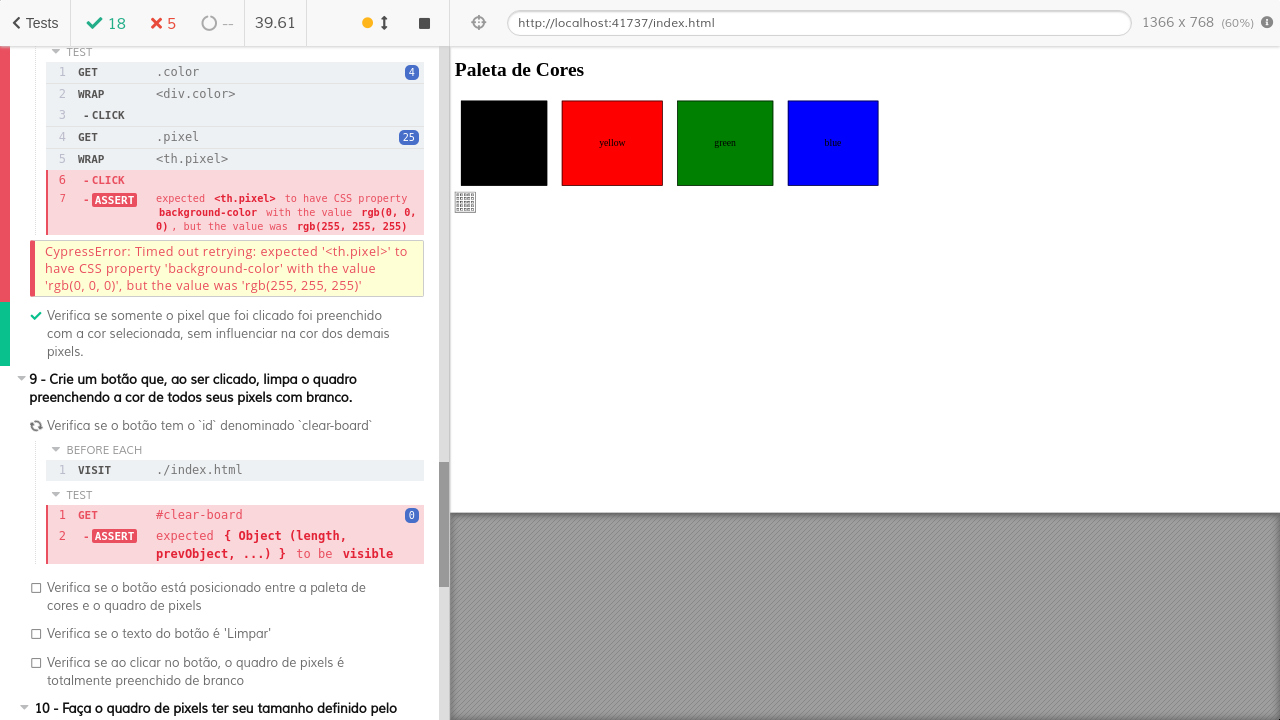 Tests 18 5 -- 39.61
http://localhost:41737/index.html 1366 x 768 (60%)
TEST
1 GET .color 4
2 WRAP <div.color>
3 - CLICK
4 GET .pixel 25
5 WRAP <th.pixel>
6 - CLICK
7 - ASSERT expected <th.pixel> to have CSS property
background-color with the value rgb(0, 0,
0) , but the value was rgb(255, 255, 255)
CypressError: Timed out retrying: expected '<th.pixel>' to
have CSS property 'background-color' with the value
'rgb(0, 0, 0)', but the value was 'rgb(255, 255, 255)'
Verifica se somente o pixel que foi clicado foi preenchido
com a cor selecionada, sem influenciar na cor dos demais
pixels.
9 - Crie um botão que, ao ser clicado, limpa o quadro
preenchendo a cor de todos seus pixels com branco.
Verifica se o botão tem o `id` denominado `clear-board`
BEFORE EACH
1 VISIT ./index.html
TEST
1 GET #clear-board 0
2 - ASSERT expected { Object (length,
prevObject, ...) } to be visible
Verifica se o botão está posicionado entre a paleta de
cores e o quadro de pixels
Verifica se o texto do botão é 'Limpar'
Verifica se ao clicar no botão, o quadro de pixels é
totalmente preenchido de branco
10 - Faça o quadro de pixels ter seu tamanho definido pelo
Paleta de Cores
yellow green blue